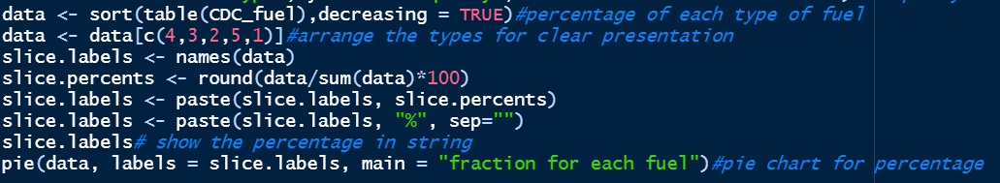 data <- sort(table(CDC_fuel),decreasing = TRUE)#percentage of each type of fuel
data <- data[c(4,3,2,5,1)]#arrange the types for clear presentation
slice.labels <- names(data)
slice.percents <- round(data/sum(data)*100)
slice.labels <- paste(slice.labels, slice.percents)
slice.labels <- paste(slice.labels, "%", sep="")
slice.labels# show the percentage in string
pie(data, labels = slice.labels, main = "fraction for each fuel")#pie chart for percentage